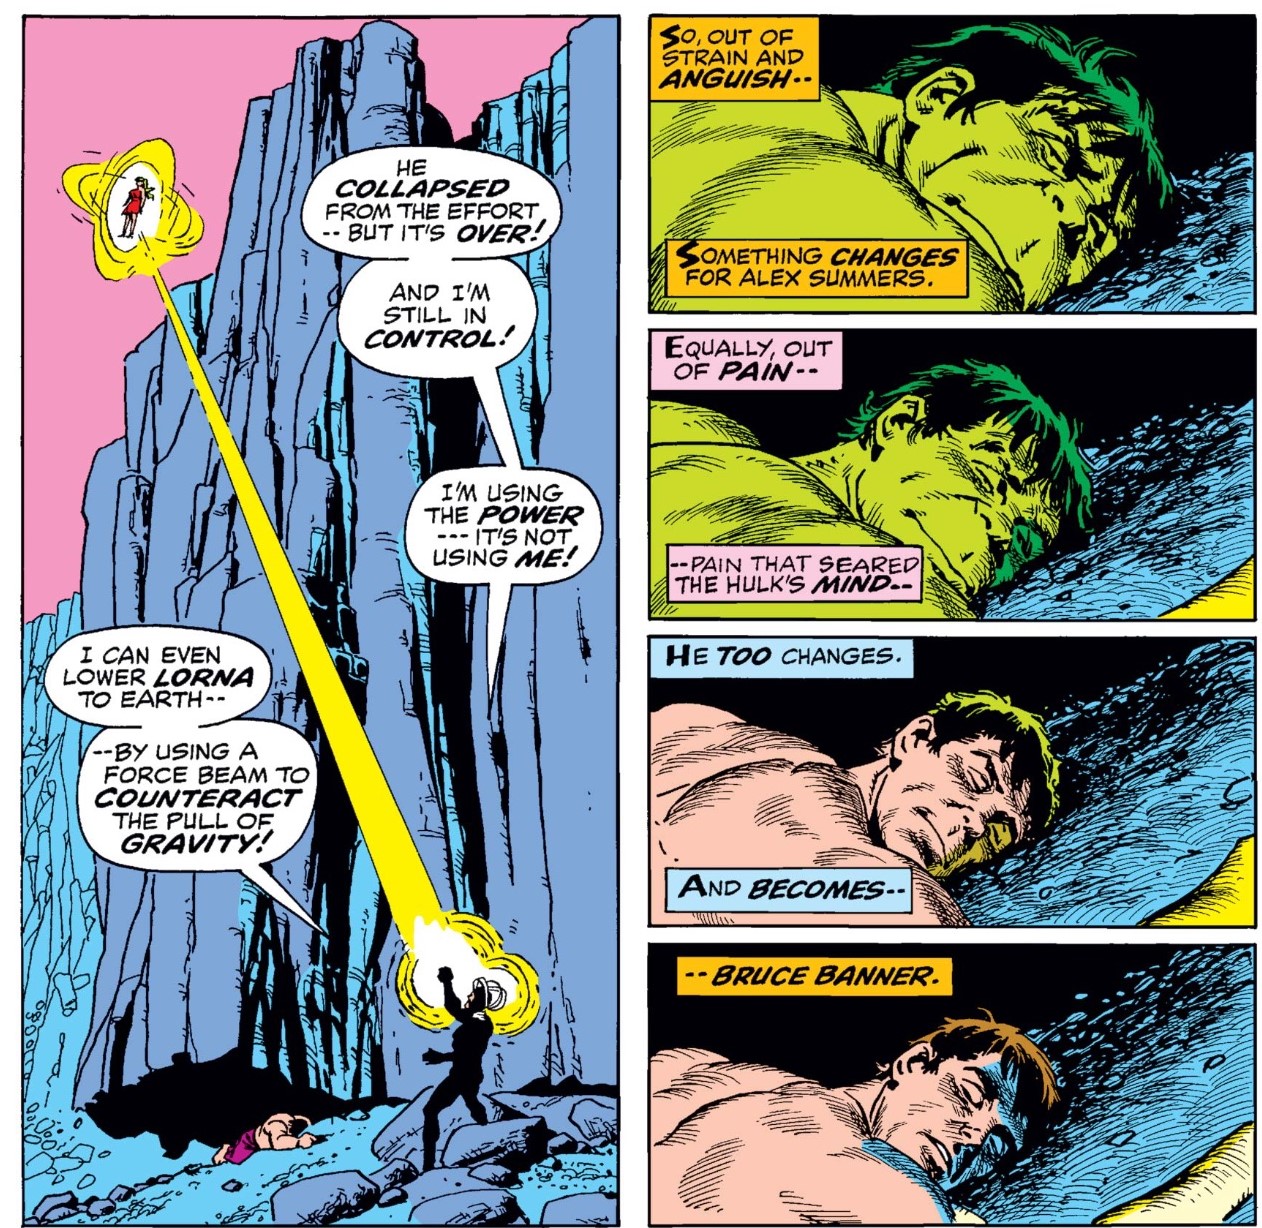 HE
COLLAPSED
FROM THE EFFORT
-- BUT IT'S OVER!
AND I'M
STILL IN
CONTROL!
I'M USING
THE POWER
--- IT'S NOT
USING ME!
I CAN EVEN
LOWER LORNA
TO EARTH--
--BY USING A
FORCE BEAM TO
COUNTERACT
THE PULL OF
GRAVITY!
SO, OUT OF
STRAIN AND
ANGUISH--
SOMETHING CHANGES
FOR ALEX SUMMERS.
EQUALLY, OUT
OF PAIN--
--PAIN THAT SEARED
THE HULK'S MIND--
HE TOO CHANGES.
AND BECOMES--
-- BRUCE BANNER.